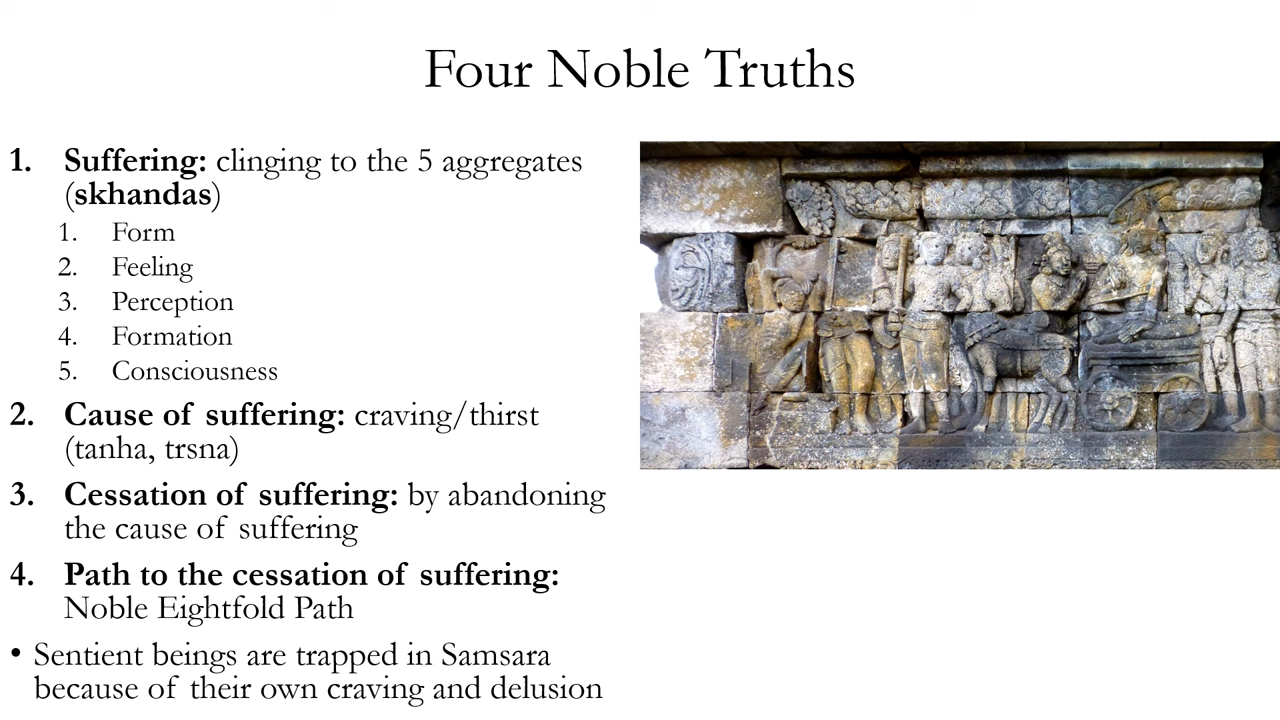 Four Noble Truths
1. Suffering: clinging to the 5 aggregates
(skhandas)
1. Form
2. Feeling
3. Perception
4. Formation
5. Consciousness
2. Cause of suffering: craving/thirst
(tanha, trsna)
3. Cessation of suffering: by abandoning
the cause of suffering
4. Path to the cessation of suffering:
Noble Eightfold Path
• Sentient beings are trapped in Samsara
because of their own craving and delusion